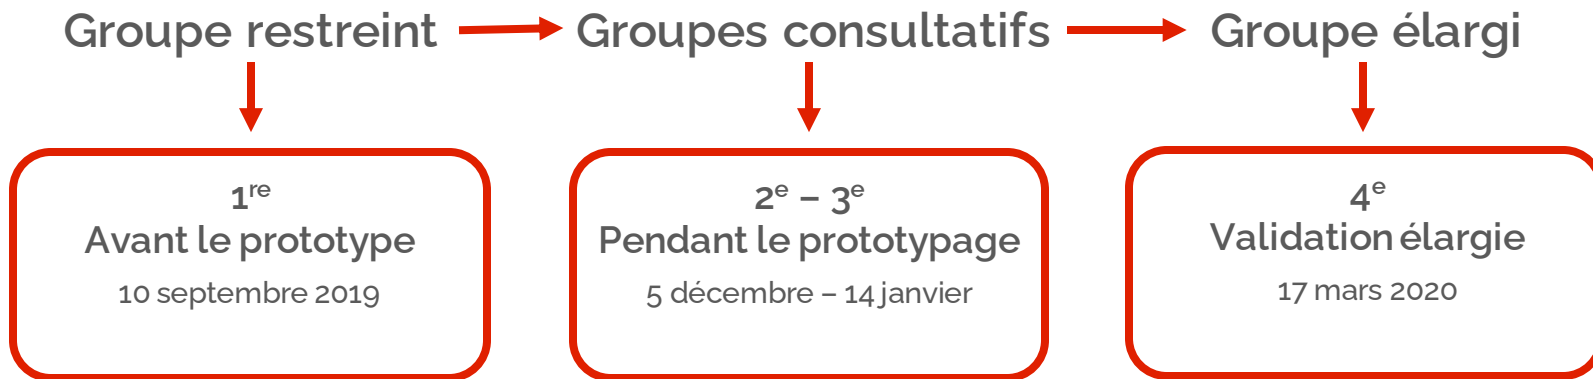 Groupe restreint
Groupes consultatifs
Groupe élargi
1re
Avant le prototype
10 septembre 2019
2e – 3e
Pendant le prototypage
5 décembre – 14 janvier
4e
Validation élargie
17 mars 2020